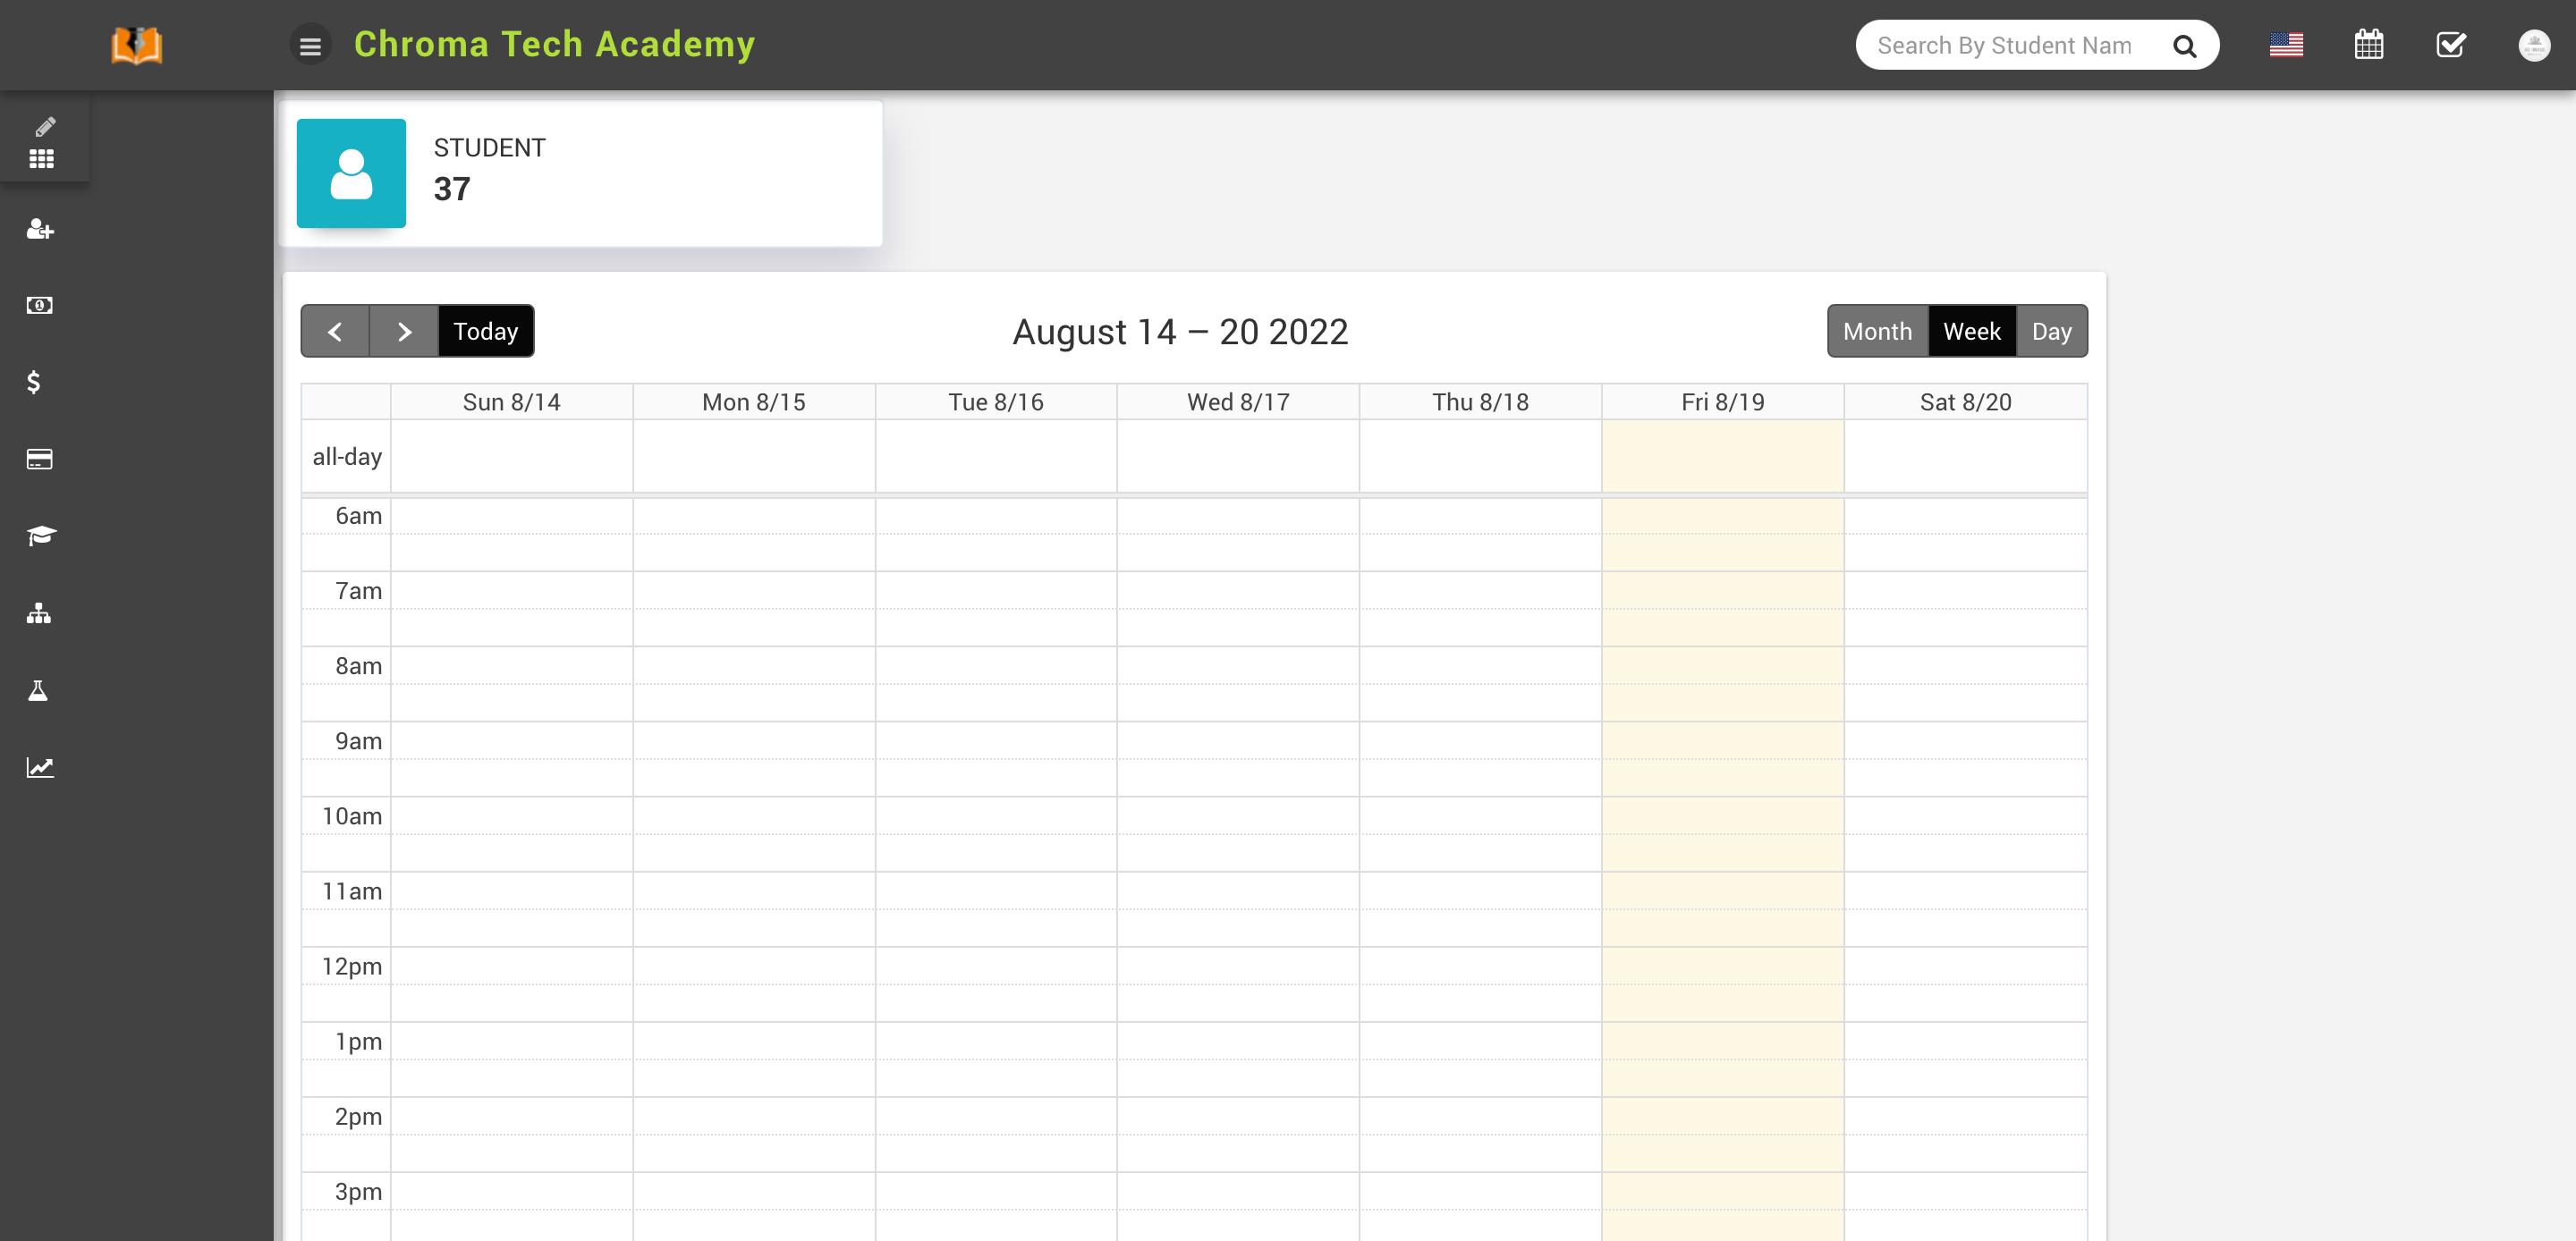 Chroma Tech Academy
Search By Student Nam
STUDENT
37
Today
August 14 – 20 2022
Month Week Day
Sun 8/14 Mon 8/15 Tue 8/16 Wed 8/17 Thu 8/18 Fri 8/19 Sat 8/20
all-day
6am
7am
8am
9am
10am
11am
12pm
1pm
2pm
3pm